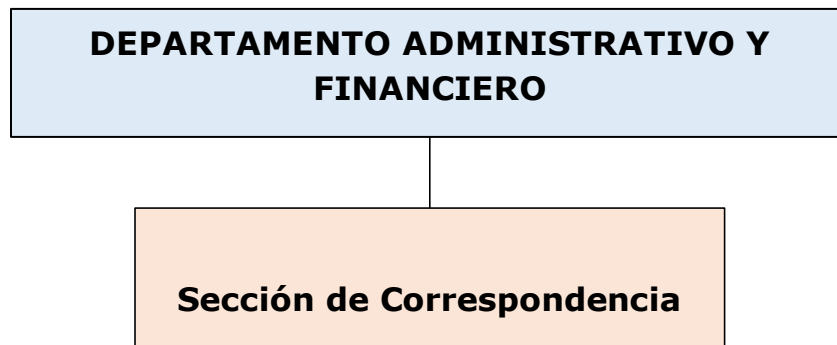 DEPARTAMENTO ADMINISTRATIVO Y
FINANCIERO
Sección de Correspondencia